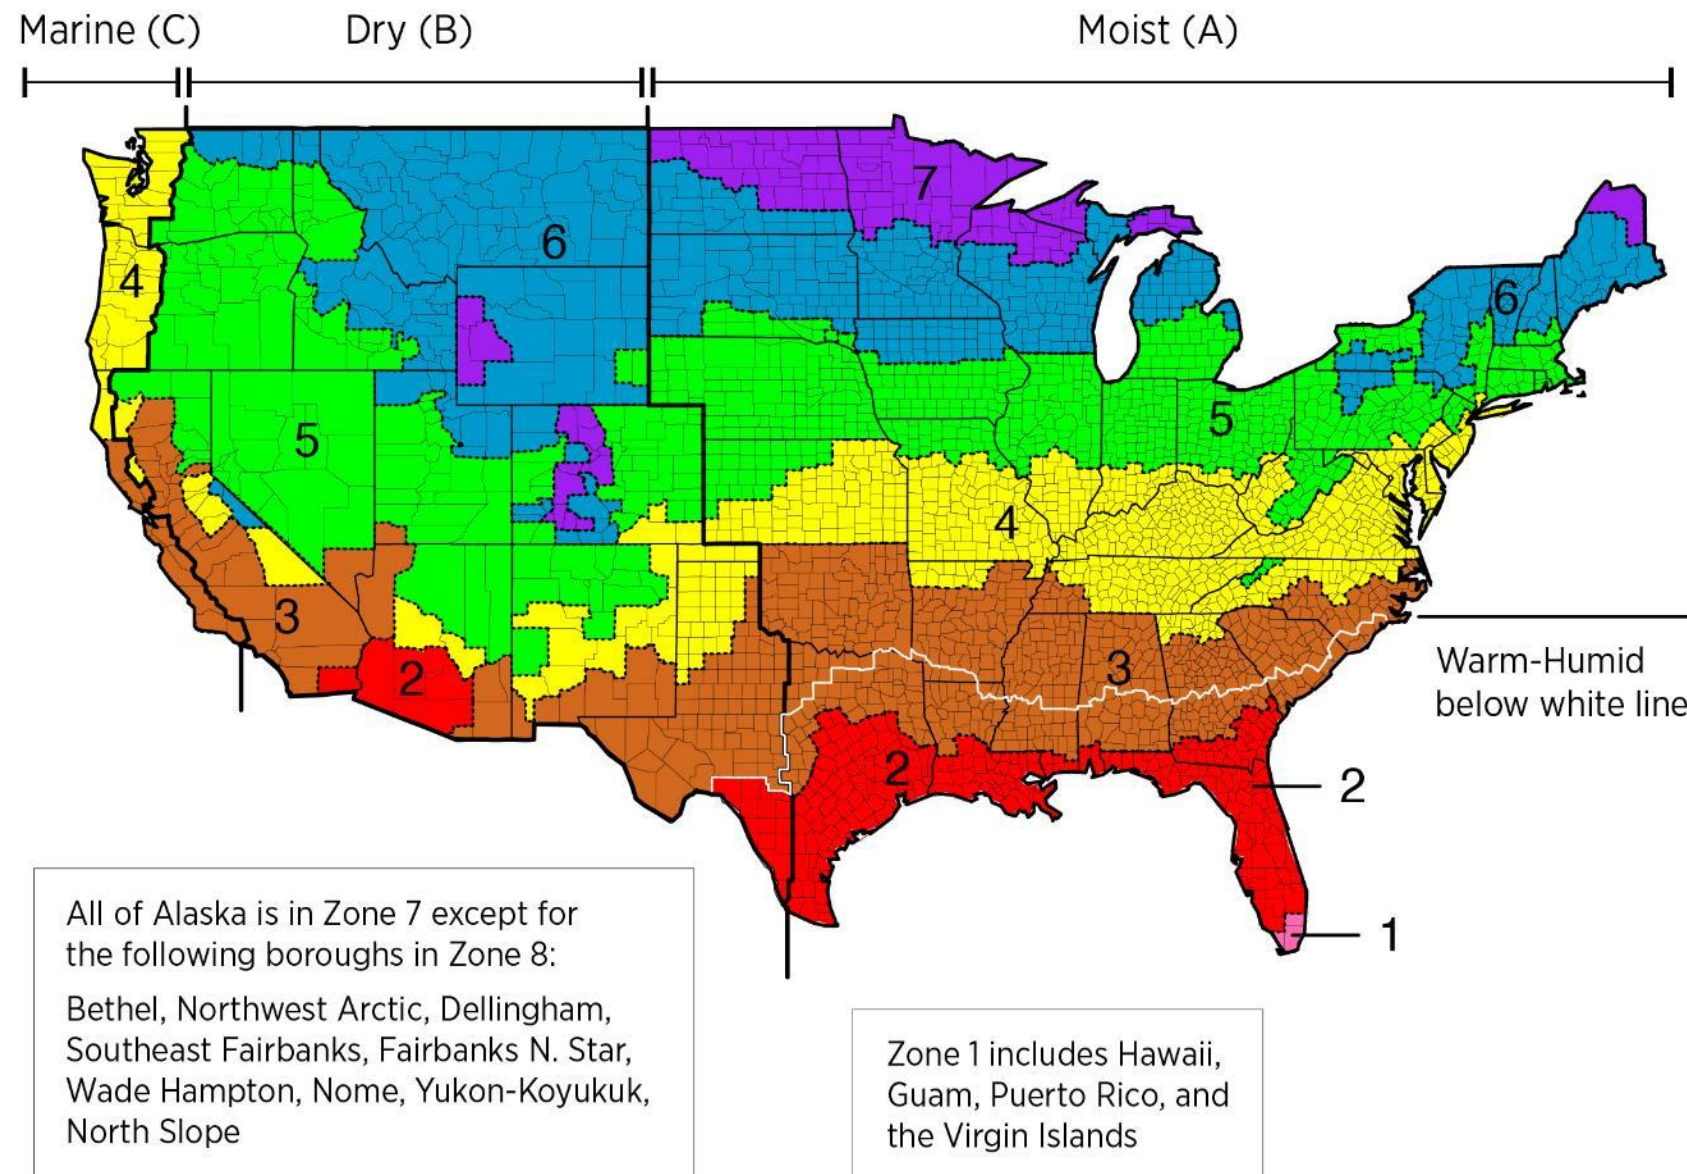 Marine (C)
Dry (B)
Moist (A)
7
6
4
6
5
5
4
3
2
3
2
Warm-Humid
below white line
2
1
All of Alaska is in Zone 7 except for
the following boroughs in Zone 8:
Bethel, Northwest Arctic, Dellingham,
Southeast Fairbanks, Fairbanks N. Star,
Wade Hampton, Nome, Yukon-Koyukuk,
North Slope
Zone 1 includes Hawaii,
Guam, Puerto Rico, and
the Virgin Islands